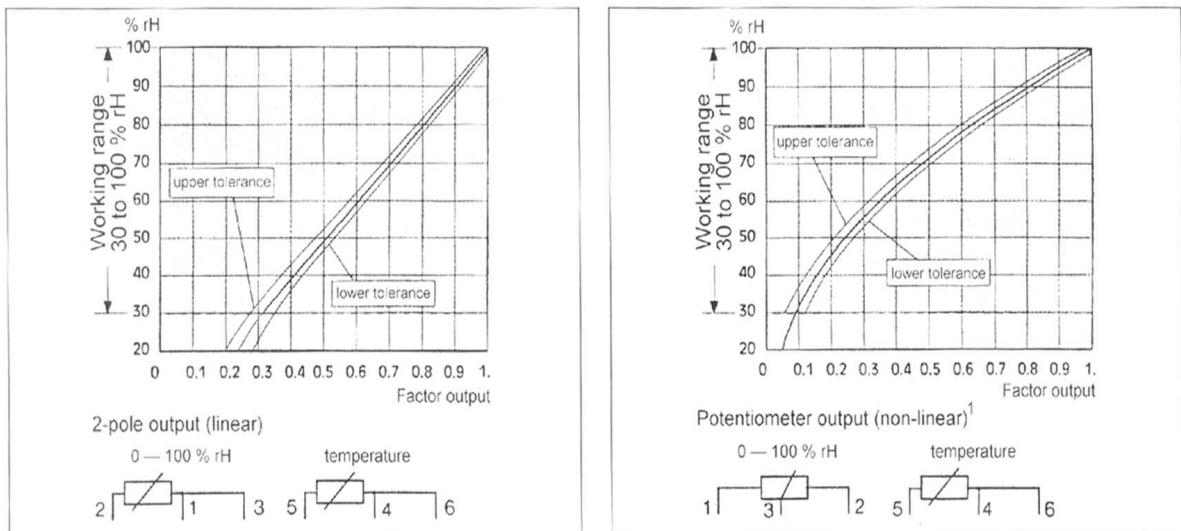 % rH
100
90
80
70
60
50
40
30
20
Working range
30 to 100 % rH
upper tolerance
lower tolerance
0 0.1 0.2 0.3 0.4 0.5 0.6 0.7 0.8 0.9 1.
Factor output
2-pole output (linear)
0 — 100 % rH
temperature
2 1 3 5 4 6
% rH
100
90
80
70
60
50
40
30
20
Working range
30 to 100 % rH
upper tolerance
lower tolerance
0 0.1 0.2 0.3 0.4 0.5 0.6 0.7 0.8 0.9 1.
Factor output
Potentiometer output (non-linear)1
0 — 100 % rH
temperature
1 3 2 5 4 6